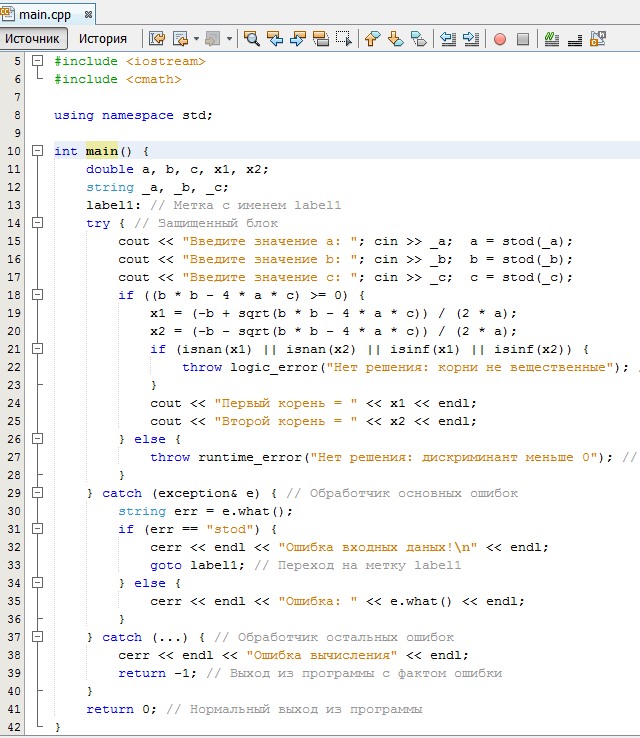 main.cpp
Источник История
5 #include <iostream>
6 #include <cmath>
7
8 using namespace std;
9
10 int main() {
11 double a, b, c, x1, x2;
12 string _a, _b, _c;
13 label1: // Метка с именем label1
14 try { // Защищенный блок
15 cout << "Введите значение a: "; cin >> _a; a = stod(_a);
16 cout << "Введите значение b: "; cin >> _b; b = stod(_b);
17 cout << "Введите значение c: "; cin >> _c; c = stod(_c);
18 if ((b * b - 4 * a * c) >= 0) {
19 x1 = (-b + sqrt(b * b - 4 * a * c)) / (2 * a);
20 x2 = (-b - sqrt(b * b - 4 * a * c)) / (2 * a);
21 if (isnan(x1) || isnan(x2) || isinf(x1) || isinf(x2)) {
22 throw logic_error("Нет решения: корни не вещественные"); /
23 }
24 cout << "Первый корень = " << x1 << endl;
25 cout << "Второй корень = " << x2 << endl;
26 } else {
27 throw runtime_error("Нет решения: дискриминант меньше 0"); //
28 }
29 } catch (exception& e) { // Обработчик основных ошибок
30 string err = e.what();
31 if (err == "stod") {
32 cerr << endl << "Ошибка входных даных!\n" << endl;
33 goto label1; // Переход на метку label1
34 } else {
35 cerr << endl << "Ошибка: " << e.what() << endl;
36 }
37 } catch (...) { // Обработчик остальных ошибок
38 cerr << endl << "Ошибка вычисления" << endl;
39 return -1; // Выход из программы с фактом ошибки
40 }
41 return 0; // Нормальный выход из программы
42 }